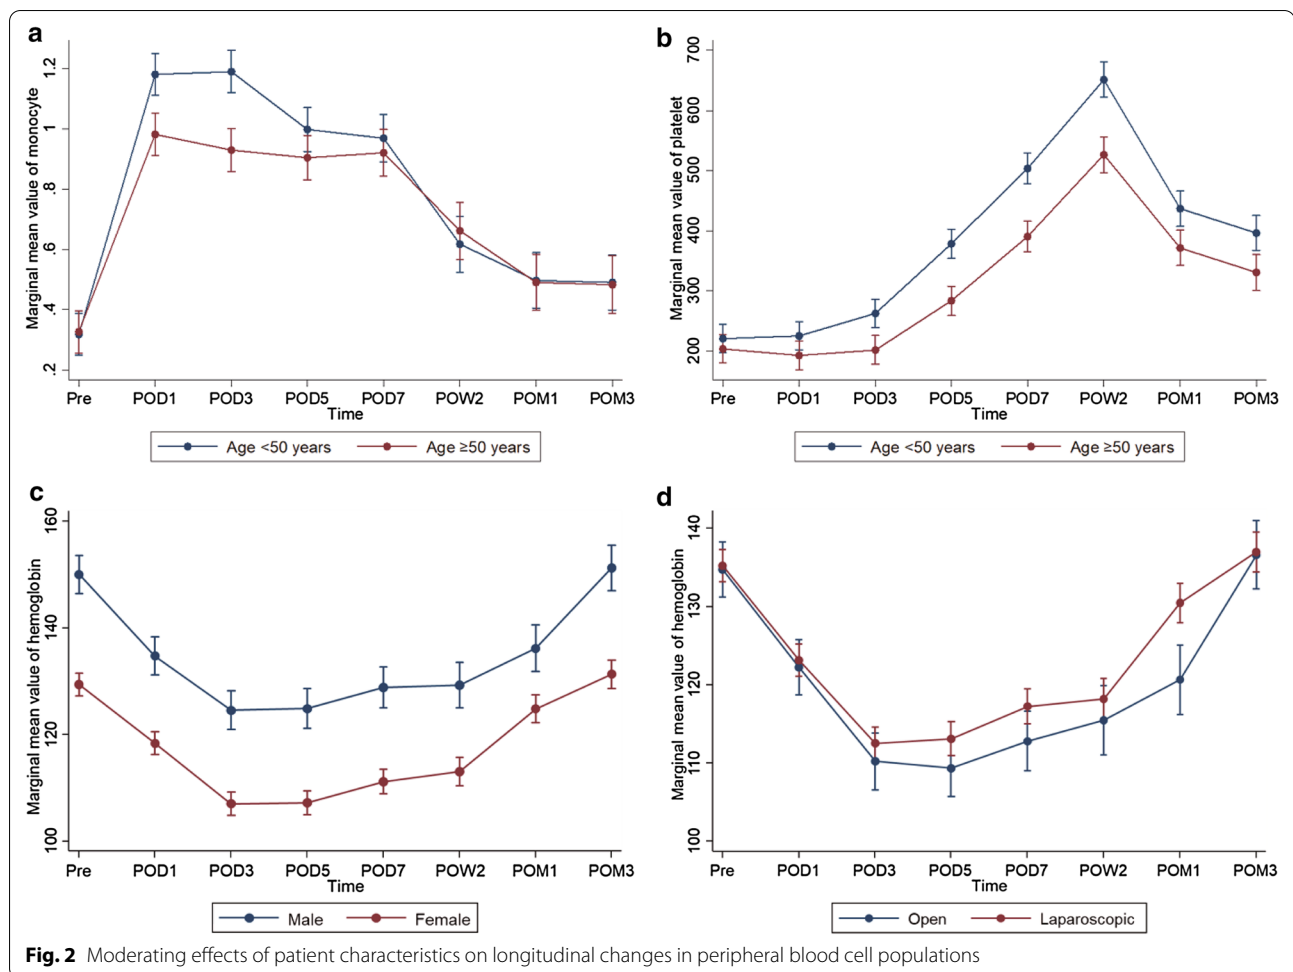 a
Marginal mean value of monocyte
1.2
1
.8
.6
.4
.2
Pre POD1 POD3 POD5 POD7 POW2 POM1 POM3
Time
Age <50 years Age ≥50 years
b
Marginal mean value of platelet
700
600
500
400
300
200
Pre POD1 POD3 POD5 POD7 POW2 POM1 POM3
Time
Age <50 years Age ≥50 years
c
Marginal mean value of hemoglobin
160
140
120
100
Pre POD1 POD3 POD5 POD7 POW2 POM1 POM3
Time
Male Female
d
Marginal mean value of hemoglobin
140
130
120
110
100
Pre POD1 POD3 POD5 POD7 POW2 POM1 POM3
Time
Open Laparoscopic
Fig. 2 Moderating effects of patient characteristics on longitudinal changes in peripheral blood cell populations